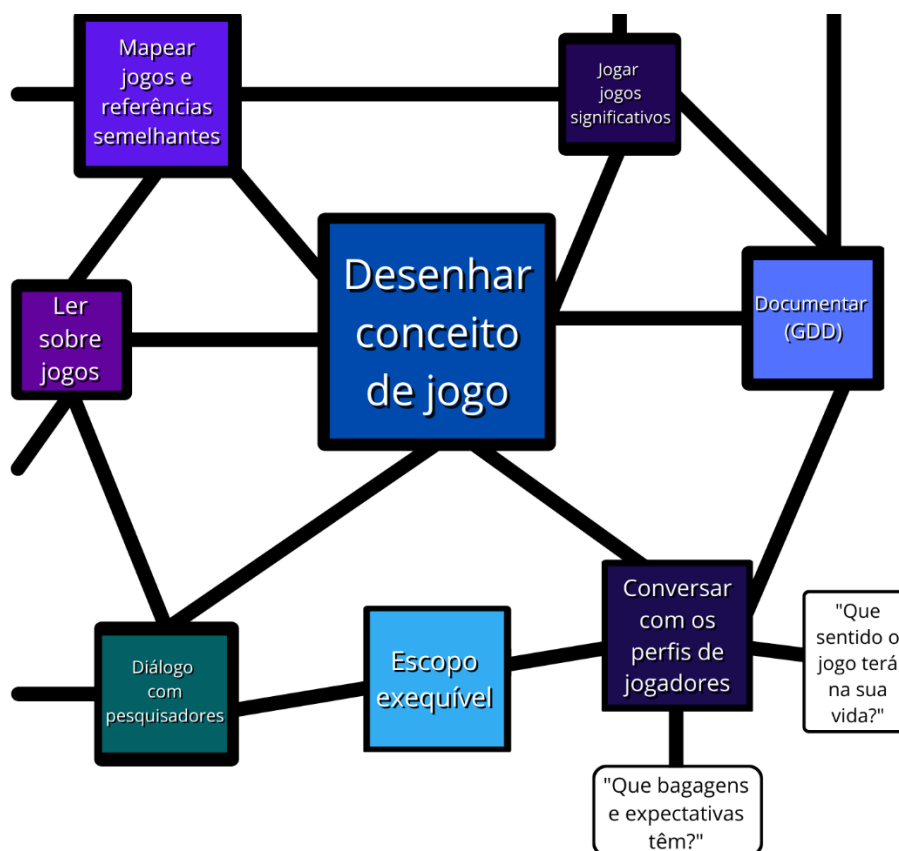 Mapear
jogos e
referências
semelhantes
Jogar
jogos
significativos
Desenhar
conceito
de jogo
Ler
sobre
jogos
Documentar
(GDD)
Diálogo
com
pesquisadores
Escopo
exequível
Conversar
com os
perfis de
jogadores
"Que
sentido o
jogo terá
na sua
vida?"
"Que bagagens
e expectativas
têm?"